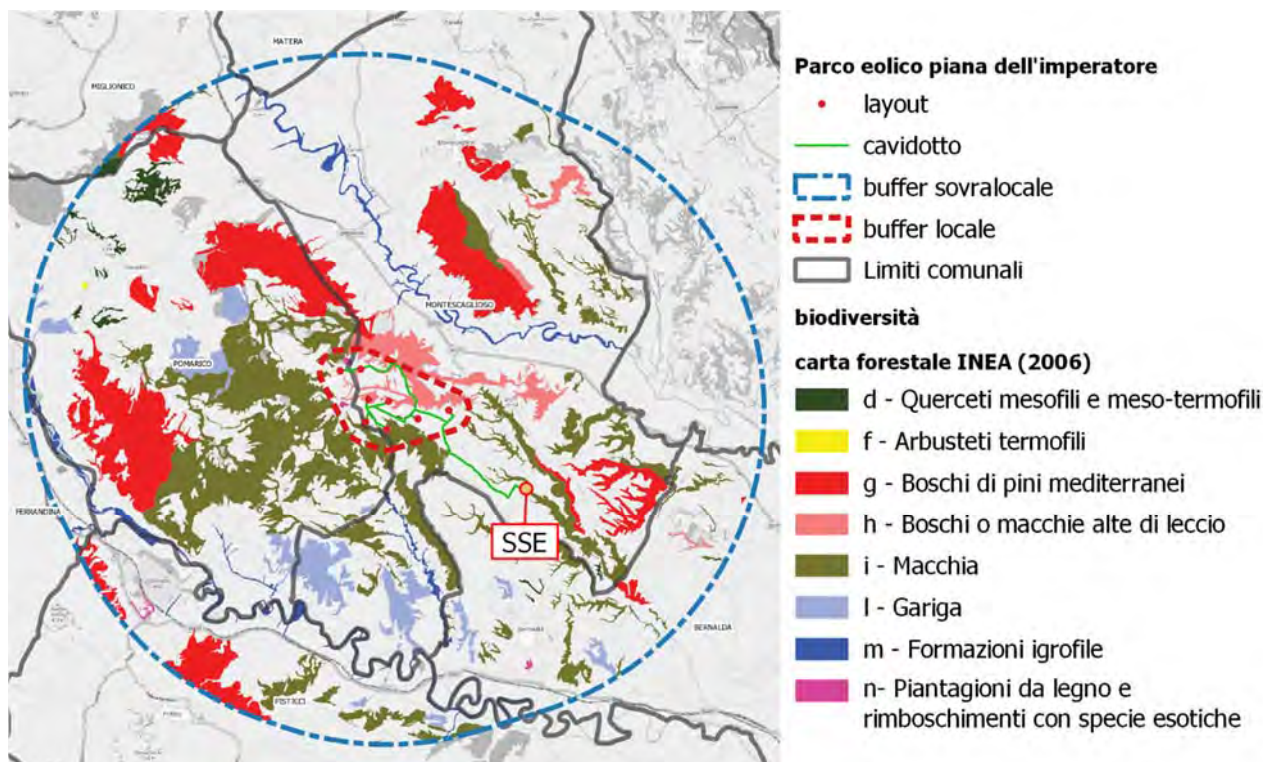 MATERA
MIGLIONICO
MONTESCAGLIOSO
POMARICO
FERRANDINA
SSE
BERNALDA
PISTICCI
Parco eolico piana dell'imperatore
layout
cavidotto
buffer sovralocale
buffer locale
Limiti comunali
biodiversità
carta forestale INEA (2006)
d - Querceti mesofili e meso-termofili
f - Arbusteti termofili
g - Boschi di pini mediterranei
h - Boschi o macchie alte di leccio
i - Macchia
l - Gariga
m - Formazioni igrofile
n- Piantagioni da legno e
rimboschimenti con specie esotiche